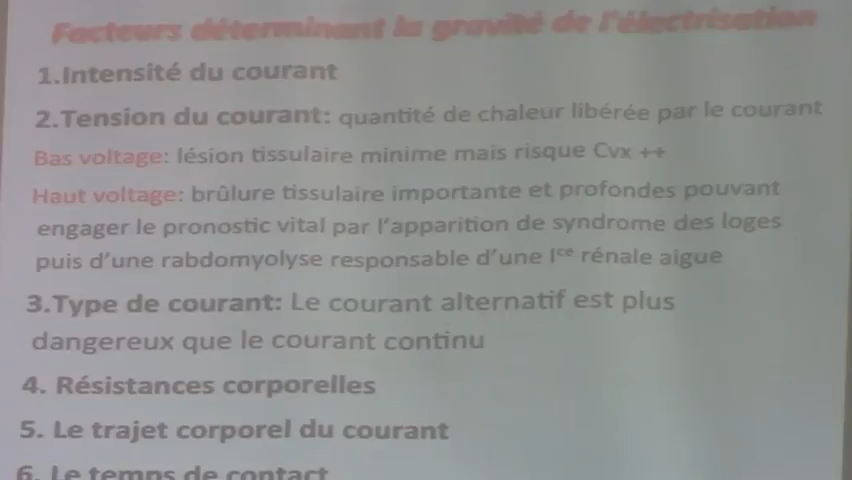 Facteurs déterminant la gravité de l'électrisation
1.Intensité du courant
2.Tension du courant: quantité de chaleur libérée par le courant
Bas voltage: lésion tissulaire minime mais risque Cvx ++
Haut voltage: brûlure tissulaire importante et profondes pouvant
engager le pronostic vital par l'apparition de syndrome des loges
puis d'une rabdomyolyse responsable d'une Iᶜᵉ rénale aigue
3.Type de courant: Le courant alternatif est plus
dangereux que le courant continu
4. Résistances corporelles
5. Le trajet corporel du courant
6. Le temps de contact